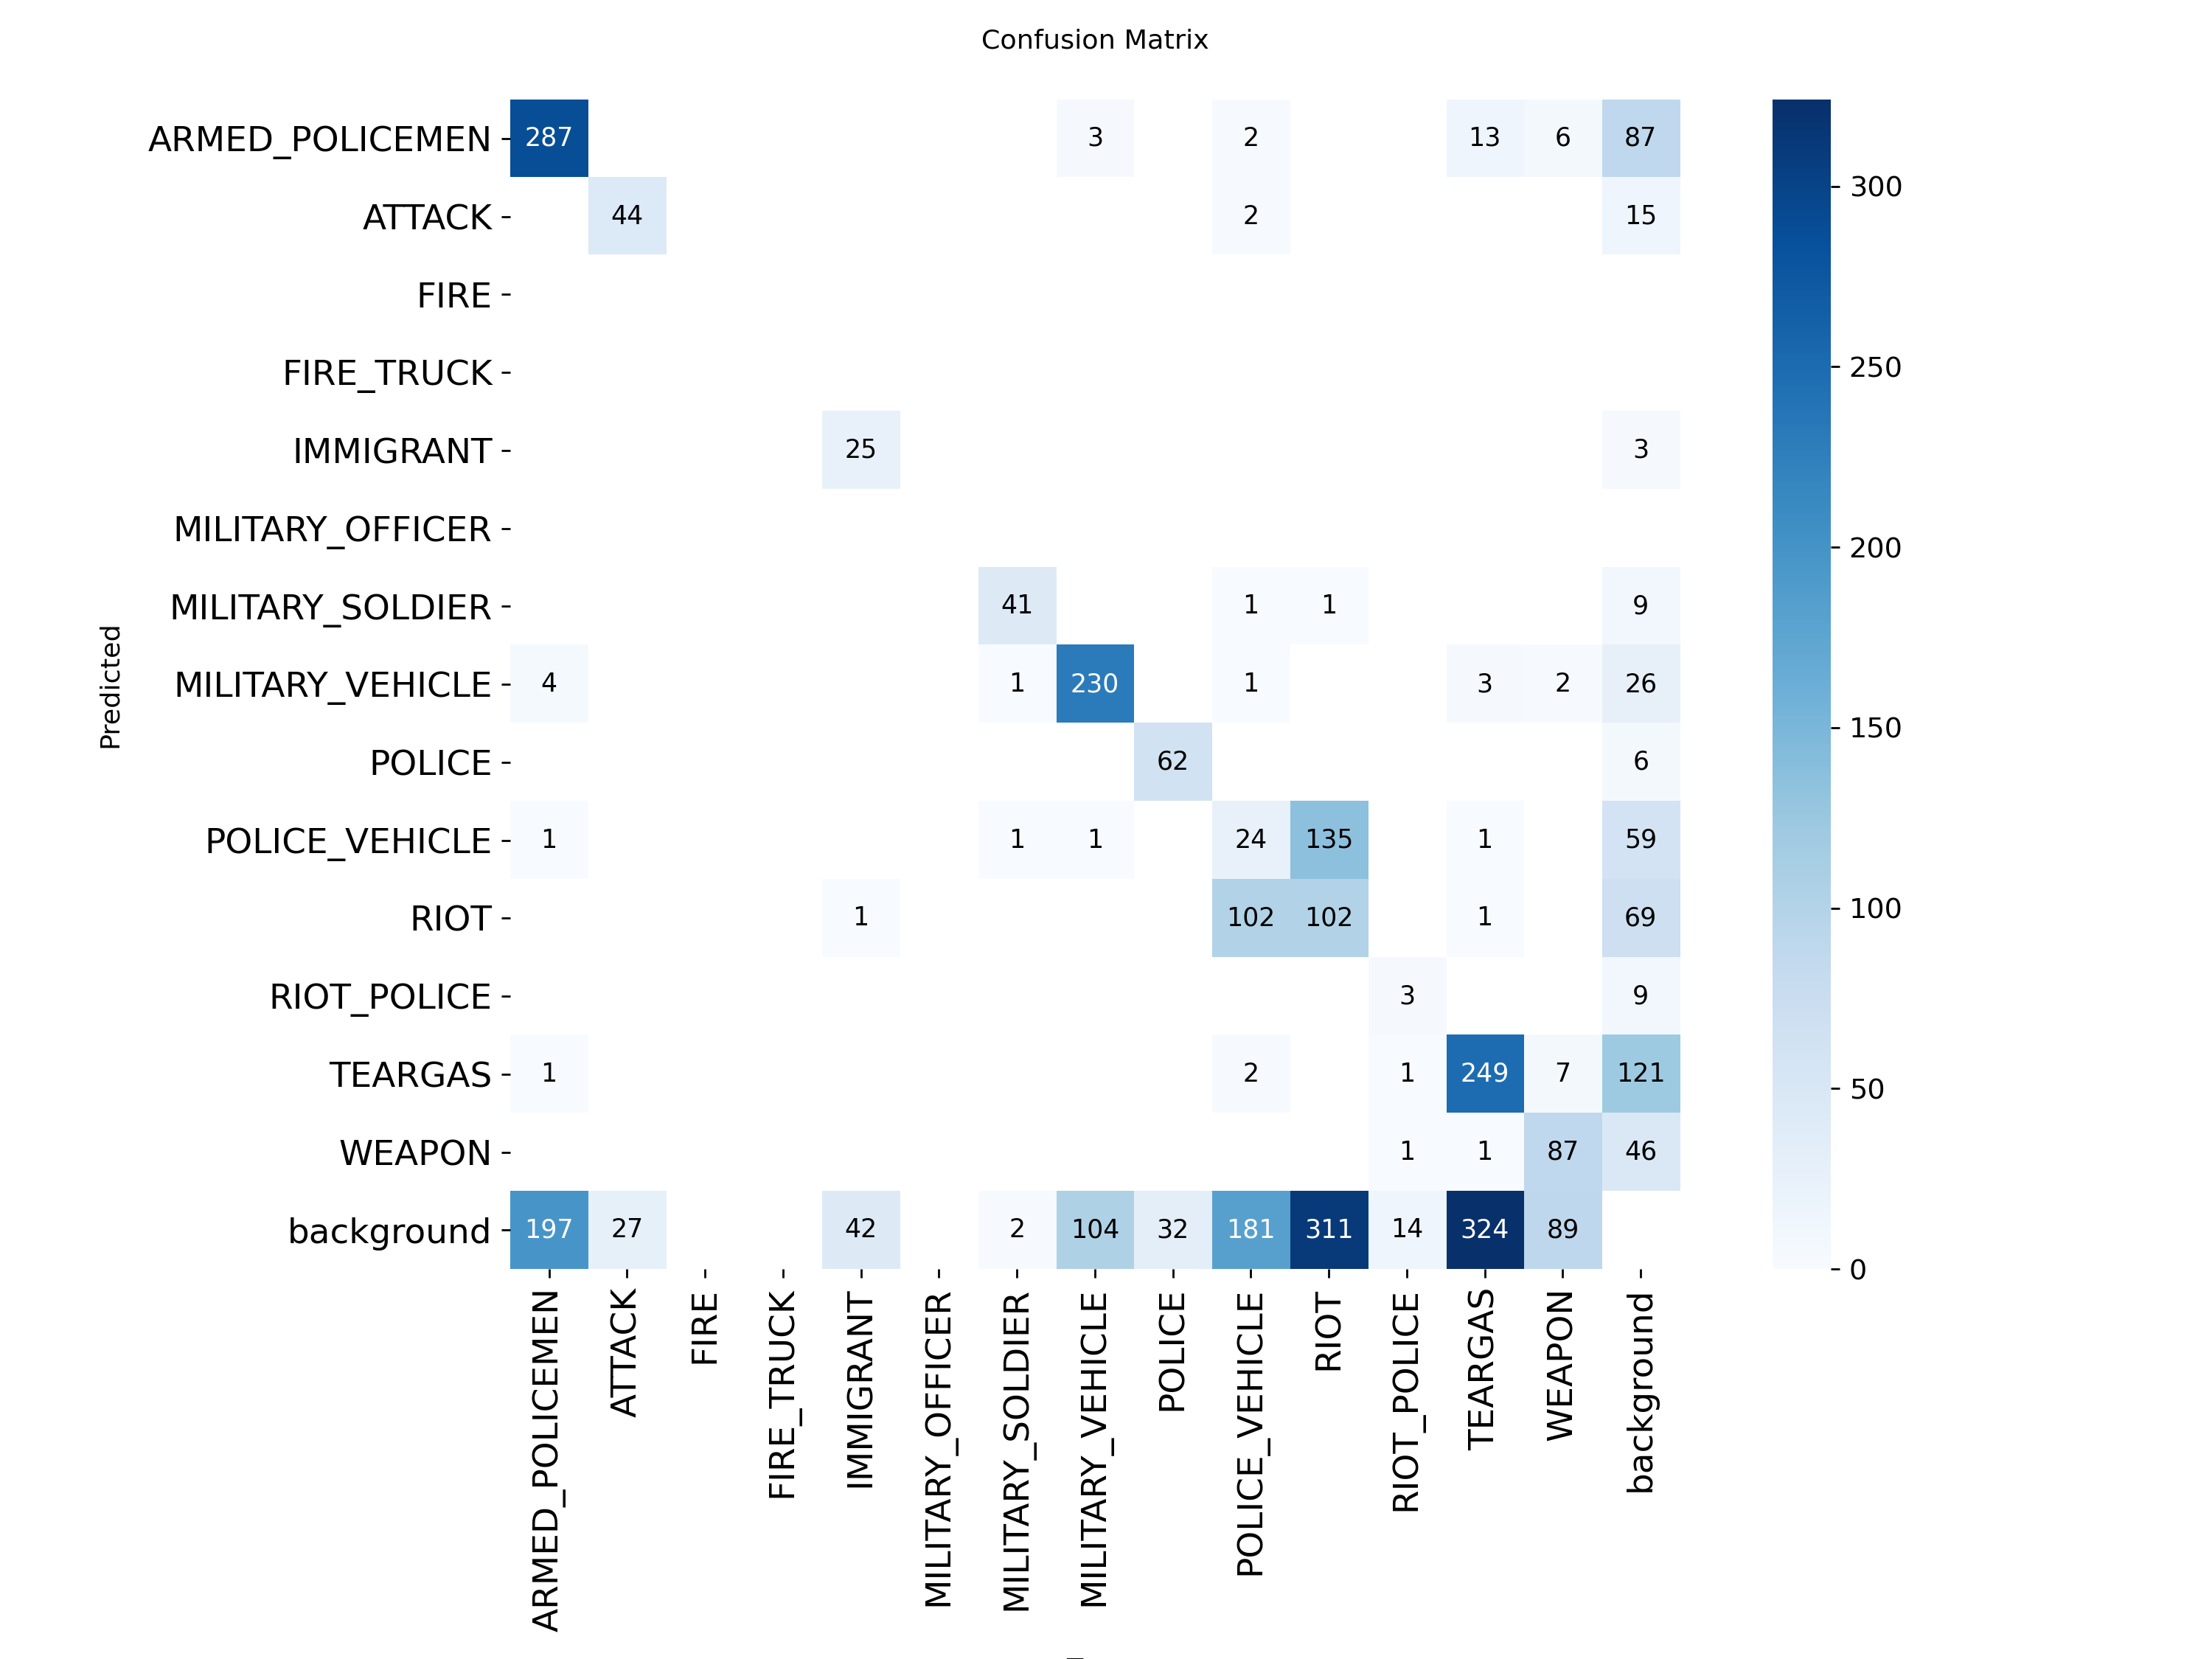 Confusion Matrix
ARMED_POLICEMEN 287 3 2 13 6 87
ATTACK 44 2 15
FIRE
FIRE_TRUCK
IMMIGRANT 25 3
MILITARY_OFFICER
MILITARY_SOLDIER 41 1 1 9
MILITARY_VEHICLE 4 1 230 1 3 2 26
POLICE 62 6
POLICE_VEHICLE 1 1 1 24 135 1 59
RIOT 1 102 102 1 69
RIOT_POLICE 3 9
TEARGAS 1 2 1 249 7 121
WEAPON 1 1 87 46
background 197 27 42 2 104 32 181 311 14 324 89
Predicted
ARMED_POLICEMEN
ATTACK
FIRE
FIRE_TRUCK
IMMIGRANT
MILITARY_OFFICER
MILITARY_SOLDIER
MILITARY_VEHICLE
POLICE
POLICE_VEHICLE
RIOT
RIOT_POLICE
TEARGAS
WEAPON
background
300
250
200
150
100
50
0